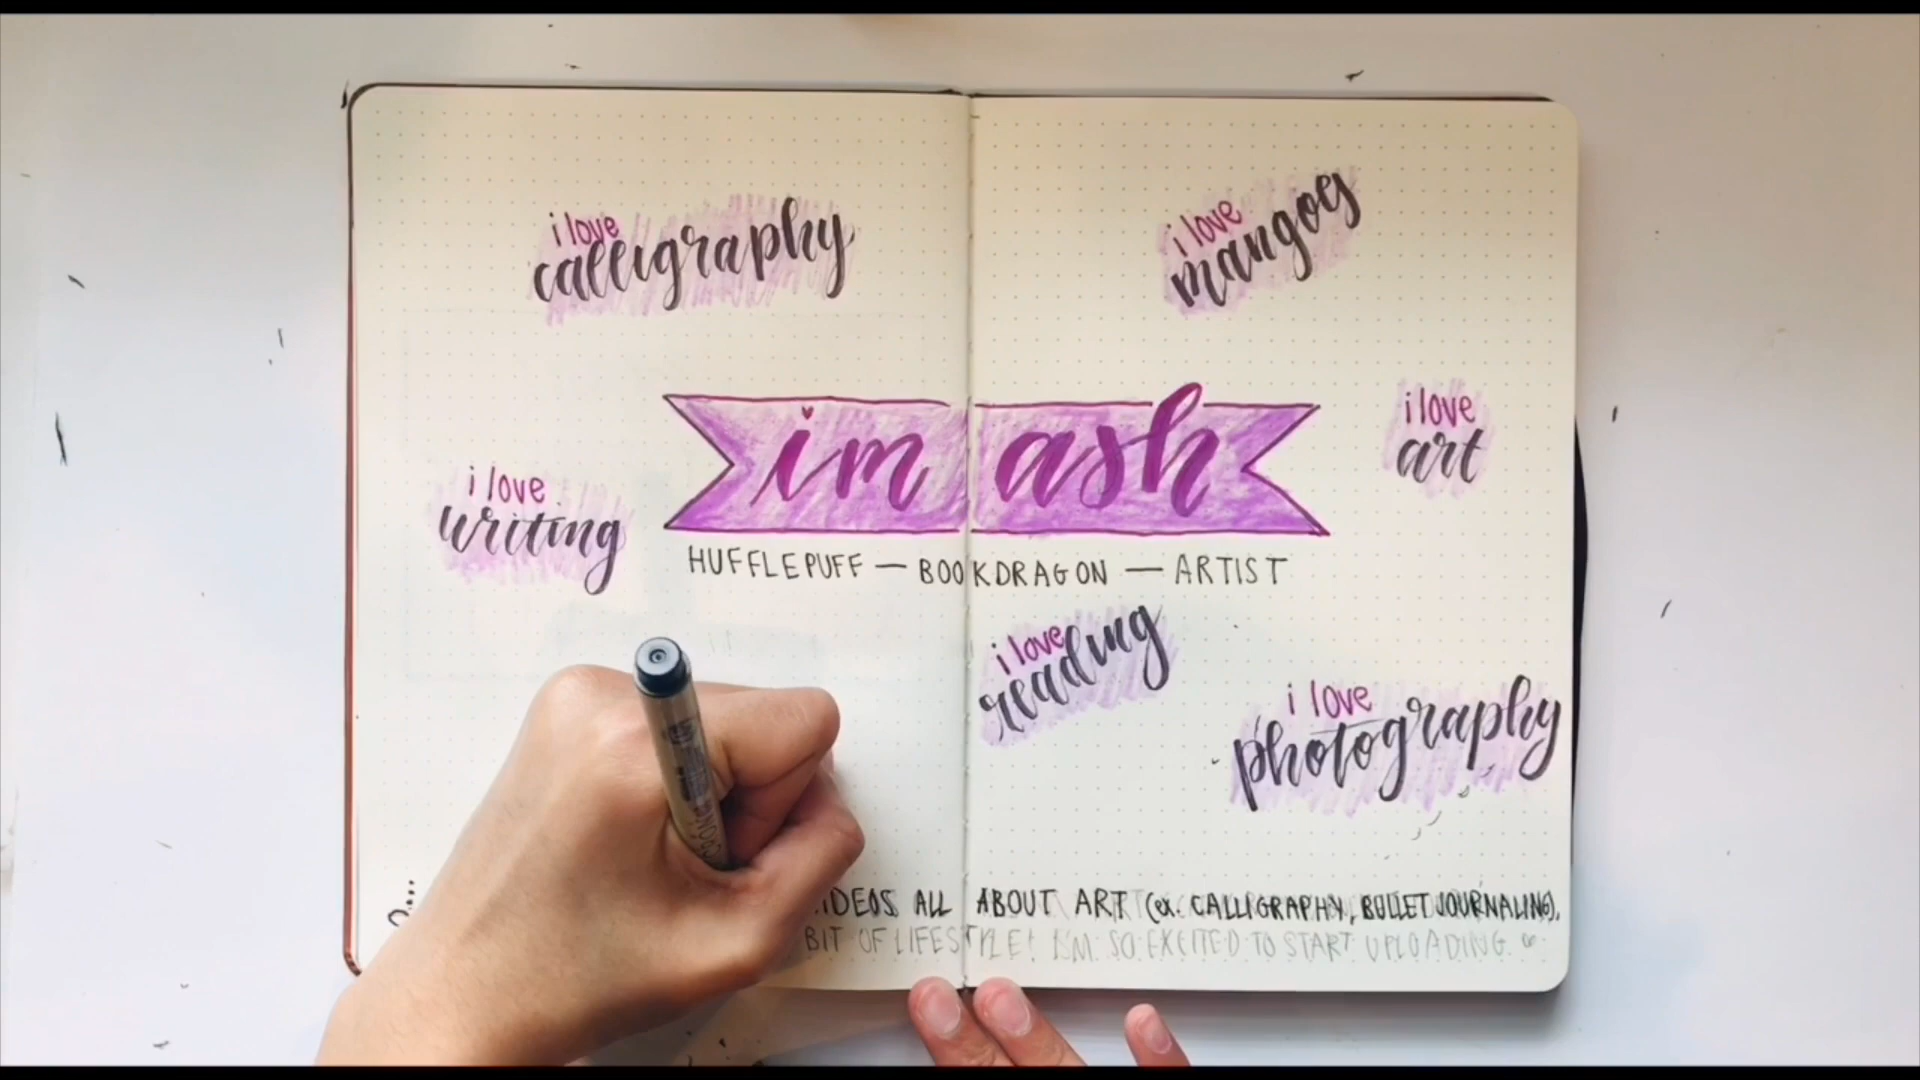 i love
calligraphy
i love
mangoes
im ash
i love
art
i love
writing
HUFFLEPUFF — BOOKDRAGON — ARTIST
i love
reading
i love
photography
ALL ABOUT ART (ex. CALLIGRAPHY, BULLET JOURNALING),
BIT OF LIFESTYLE! I'M SO EXCITED TO START UPLOADING.